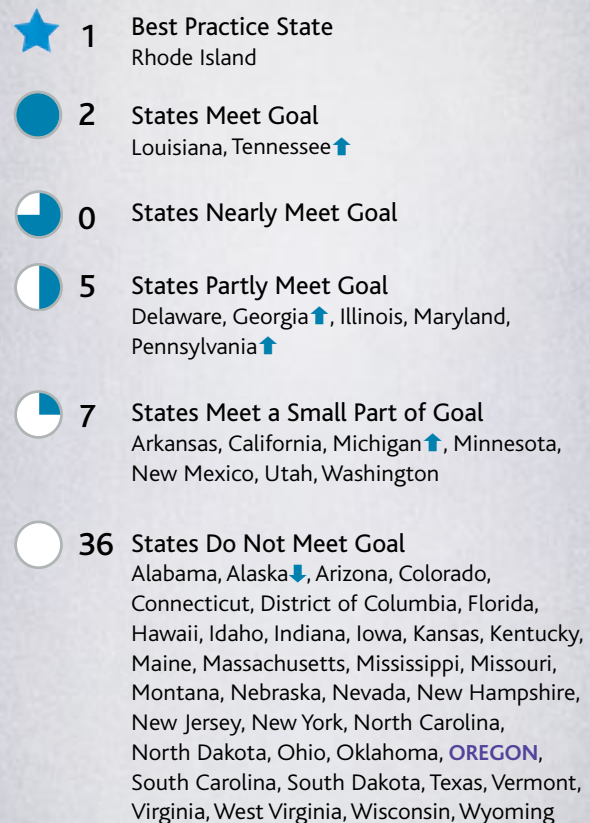 1 Best Practice State
Rhode Island
2 States Meet Goal
Louisiana, Tennessee⬆
0 States Nearly Meet Goal
5 States Partly Meet Goal
Delaware, Georgia⬆, Illinois, Maryland,
Pennsylvania⬆
7 States Meet a Small Part of Goal
Arkansas, California, Michigan⬆, Minnesota,
New Mexico, Utah, Washington
36 States Do Not Meet Goal
Alabama, Alaska⬇, Arizona, Colorado,
Connecticut, District of Columbia, Florida,
Hawaii, Idaho, Indiana, Iowa, Kansas, Kentucky,
Maine, Massachusetts, Mississippi, Missouri,
Montana, Nebraska, Nevada, New Hampshire,
New Jersey, New York, North Carolina,
North Dakota, Ohio, Oklahoma, OREGON,
South Carolina, South Dakota, Texas, Vermont,
Virginia, West Virginia, Wisconsin, Wyoming